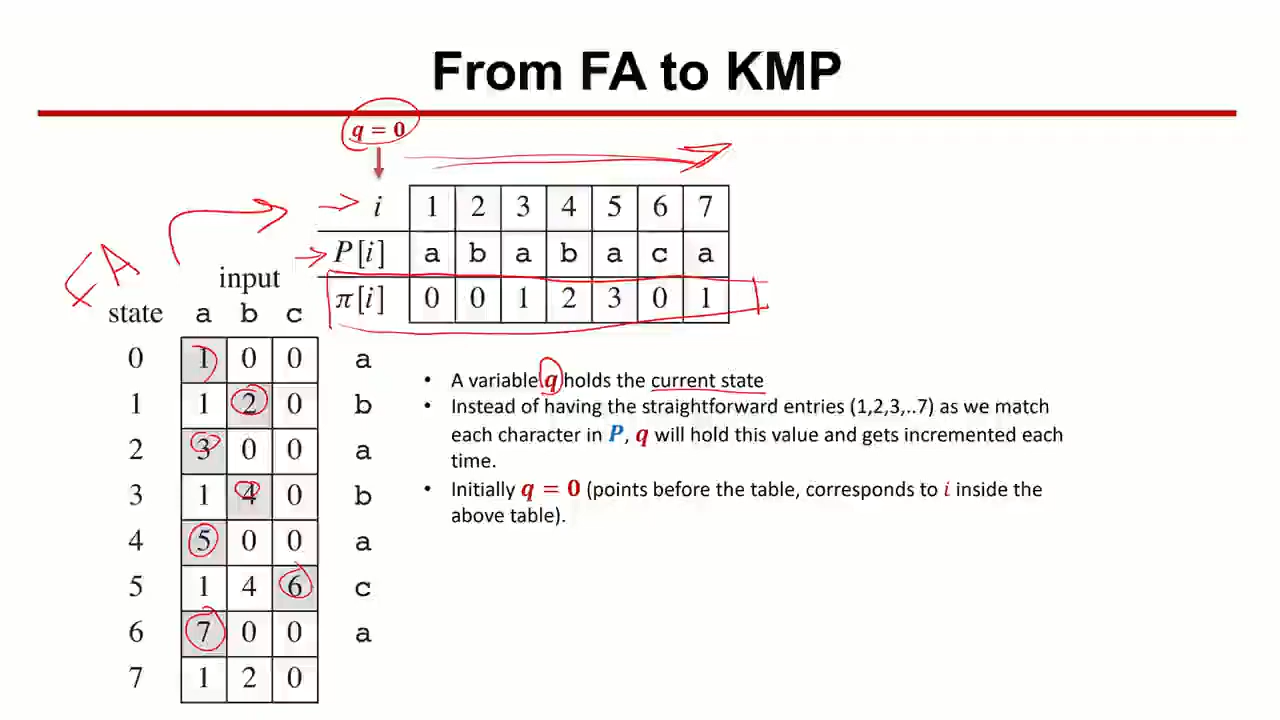 From FA to KMP
q = 0
i 1 2 3 4 5 6 7
P[i] a b a b a c a
π[i] 0 0 1 2 3 0 1
FA
input
state a b c
0 1 0 0 a
1 1 2 0 b
2 3 0 0 a
3 1 4 0 b
4 5 0 0 a
5 1 4 6 c
6 7 0 0 a
7 1 2 0
• A variable q holds the current state
• Instead of having the straightforward entries (1,2,3,..7) as we match
each character in P, q will hold this value and gets incremented each
time.
• Initially q = 0 (points before the table, corresponds to i inside the
above table).